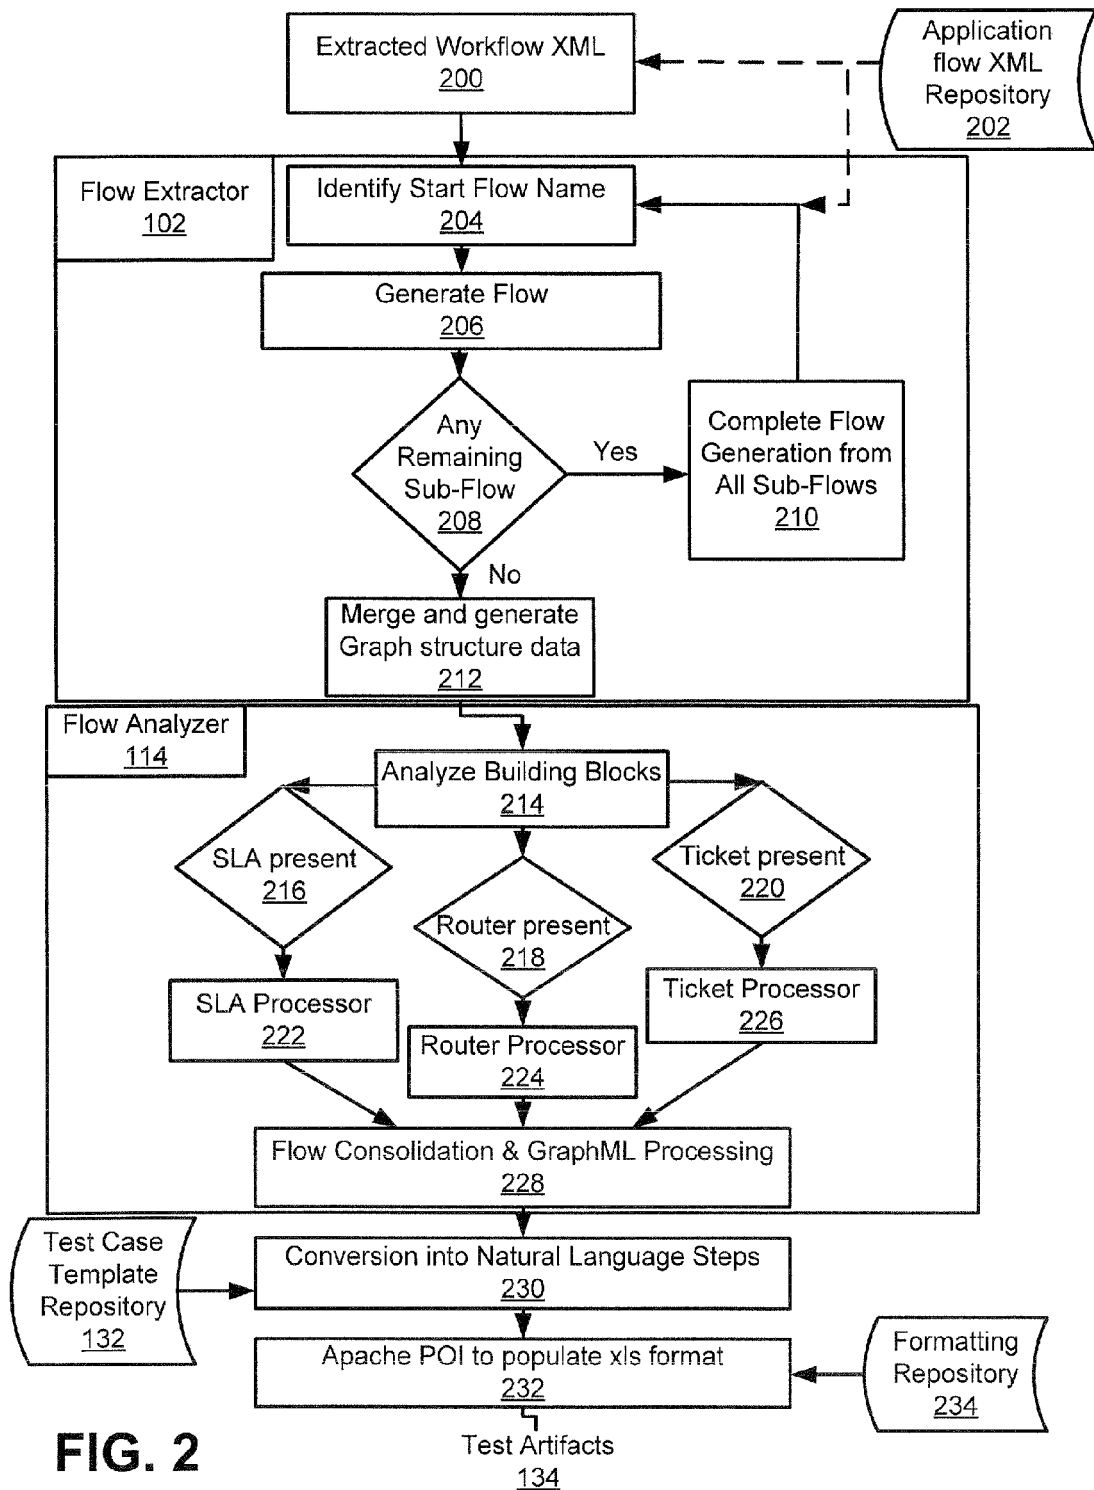 Extracted Workflow XML
200
Application
flow XML
Repository
202
Flow Extractor
102
Identify Start Flow Name
204
Generate Flow
206
Any
Remaining
Sub-Flow
208
Yes
Complete Flow
Generation from
All Sub-Flows
210
No
Merge and generate
Graph structure data
212
Flow Analyzer
114
Analyze Building Blocks
214
SLA present
216
Router present
218
Ticket present
220
SLA Processor
222
Router Processor
224
Ticket Processor
226
Flow Consolidation & GraphML Processing
228
Test Case
Template
Repository
132
Conversion into Natural Language Steps
230
Apache POI to populate xls format
232
Formatting
Repository
234
Test Artifacts
134
FIG. 2